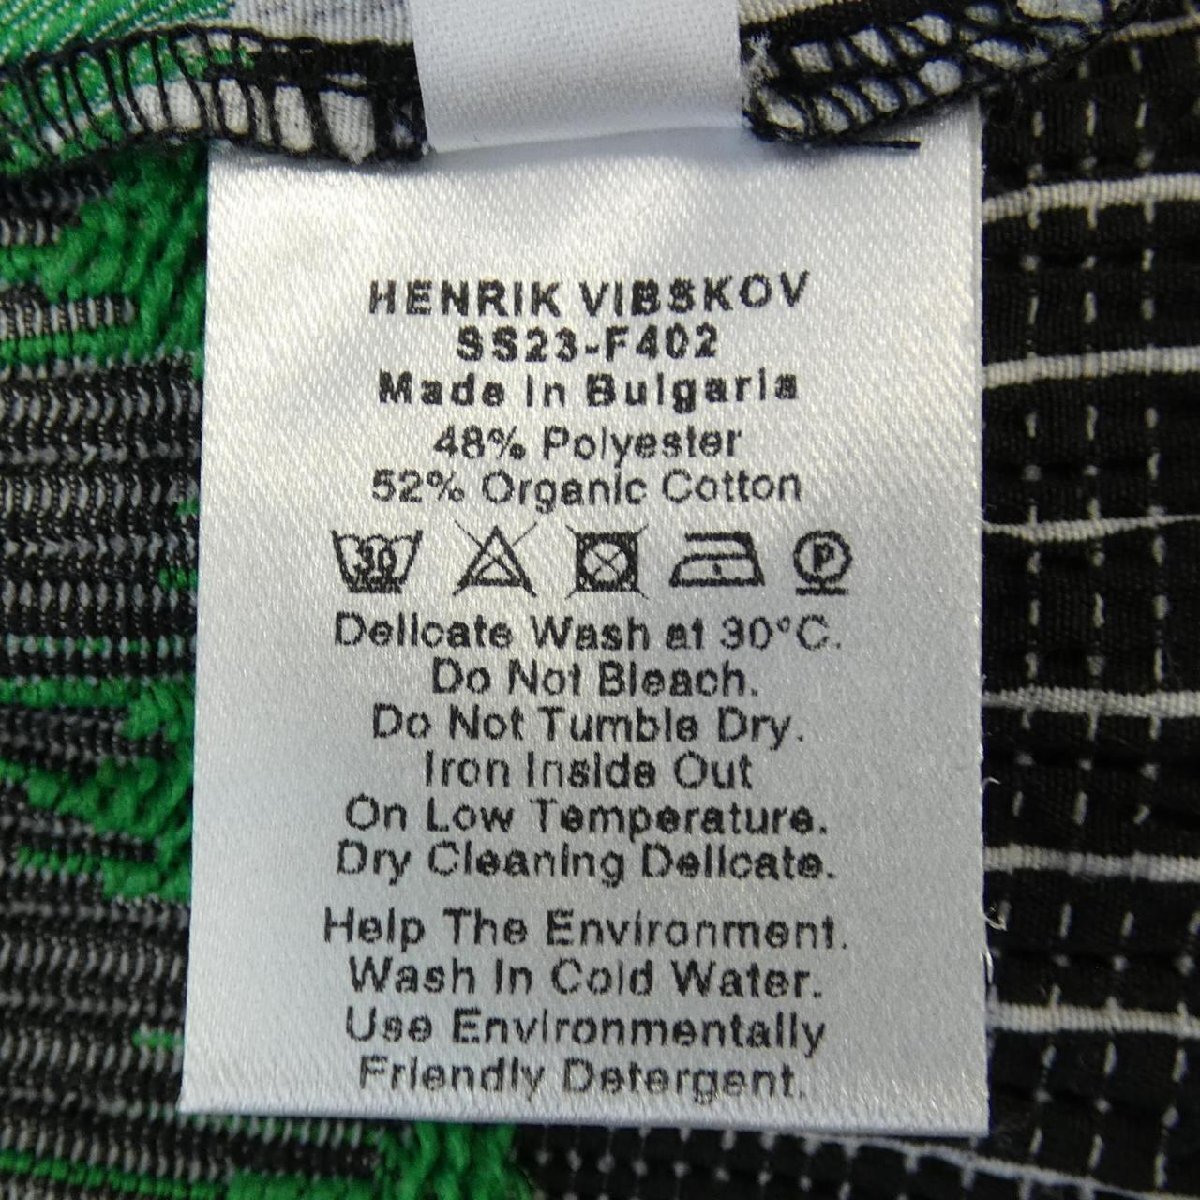 HENRIK VIBSKOV
SS23-F402
Made In Bulgaria
48% Polyester
52% Organic Cotton
30 P
Delicate Wash at 30°C.
Do Not Bleach.
Do Not Tumble Dry.
Iron Inside Out
On Low Temperature.
Dry Cleaning Delicate.
Help The Environment.
Wash In Cold Water.
Use Environmentally
Friendly Detergent.